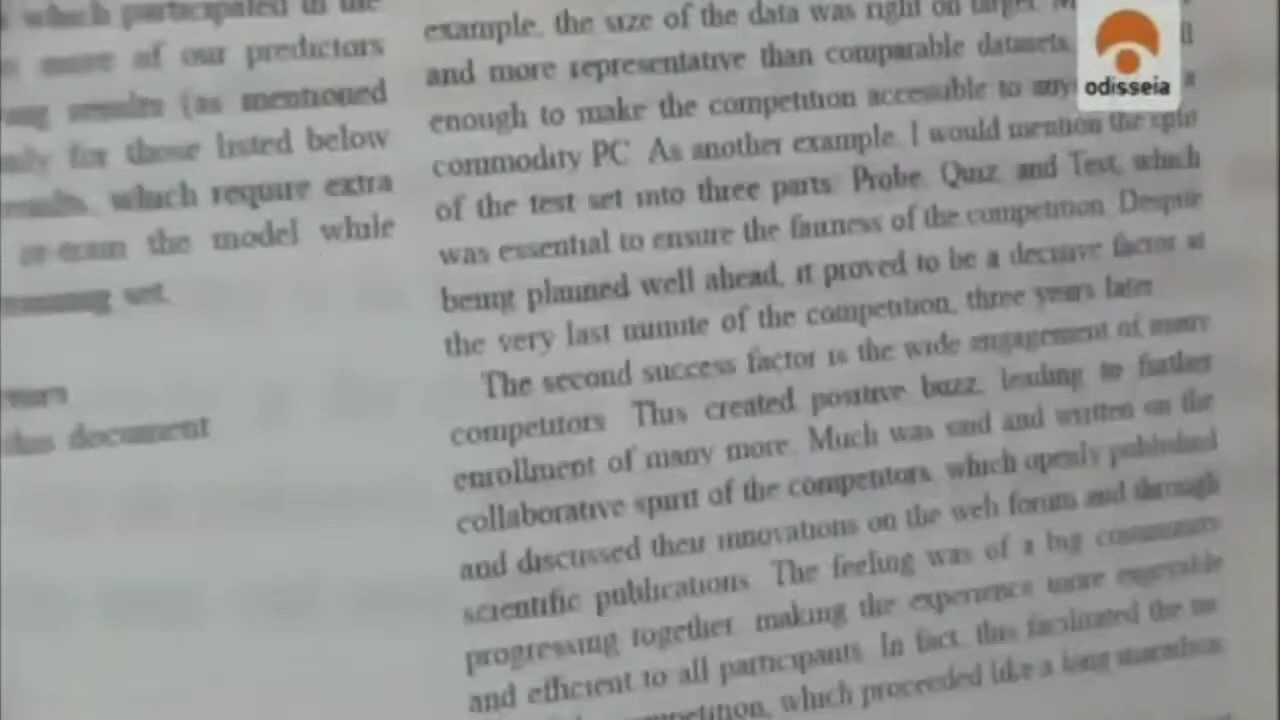 which participated in the
more of our predictors
results (as mentioned
for those listed below
which require extra
the model while
set.
this document
example, the size of the data was right on target.
and more representative than comparable datasets,
enough to make the competition accessible to any
commodity PC. As another example, I would mention the split
of the test set into three parts: Probe, Quiz, and Test, which
was essential to ensure the fairness of the competition. Despite
being planned well ahead, it proved to be a decisive factor at
the very last minute of the competition, three years later.
The second success factor is the wide engagement of many
competitors. This created positive buzz, leading to further
enrollment of many more. Much was said and written on the
collaborative spirit of the competitors, which openly published
and discussed their innovations on the web forum and through
scientific publications. The feeling was of a big community
progressing together, making the experience more enjoyable
and efficient to all participants. In fact, this facilitated the
competition, which proceeded like a long marathon
odisseia